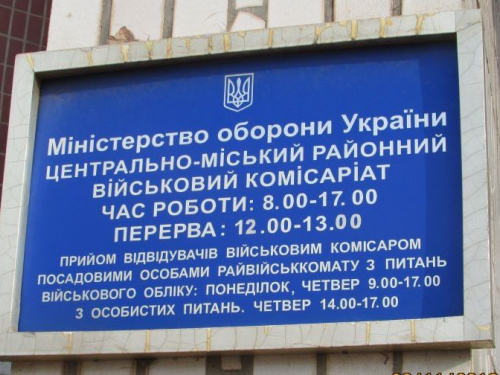 Міністерство оборони України
ЦЕНТРАЛЬНО-МІСЬКИЙ РАЙОННИЙ
ВІЙСЬКОВИЙ КОМІСАРІАТ
ЧАС РОБОТИ: 8.00-17.00
ПЕРЕРВА: 12.00-13.00
ПРИЙОМ ВІДВІДУВАЧІВ ВІЙСЬКОВИМ КОМІСАРОМ
ПОСАДОВИМИ ОСОБАМИ РАЙВІЙСЬККОМАТУ З ПИТАНЬ
ВІЙСЬКОВОГО ОБЛІКУ: ПОНЕДІЛОК, ЧЕТВЕР 9.00-17.00
З ОСОБИСТИХ ПИТАНЬ. ЧЕТВЕР 14.00-17.00